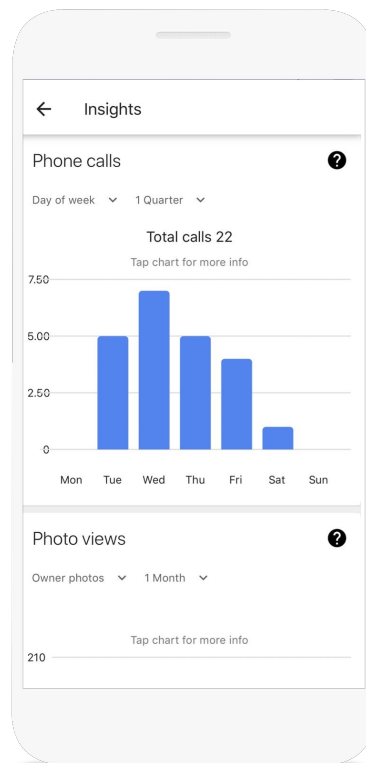 Insights
Phone calls
Day of week 1 Quarter
Total calls 22
Tap chart for more info
7.50
5.00
2.50
0
Mon Tue Wed Thu Fri Sat Sun
Photo views
Owner photos 1 Month
Tap chart for more info
210